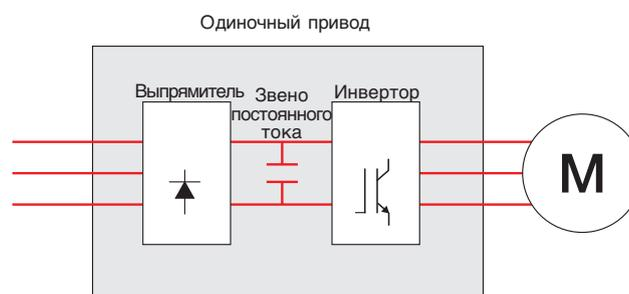 Одиночный привод
Выпрямитель
Звено
постоянного
тока
Инвертор
M